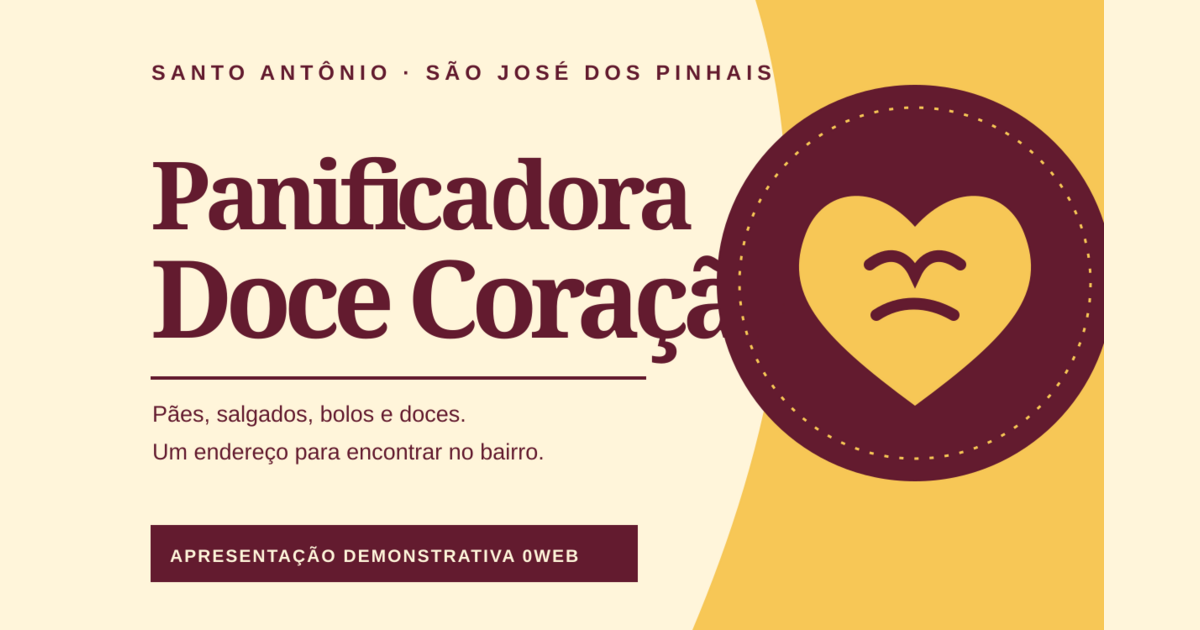 SANTO ANTÔNIO · SÃO JOSÉ DOS PINHAIS
Panificadora
Doce Coraçã
Pães, salgados, bolos e doces.
Um endereço para encontrar no bairro.
APRESENTAÇÃO DEMONSTRATIVA 0WEB